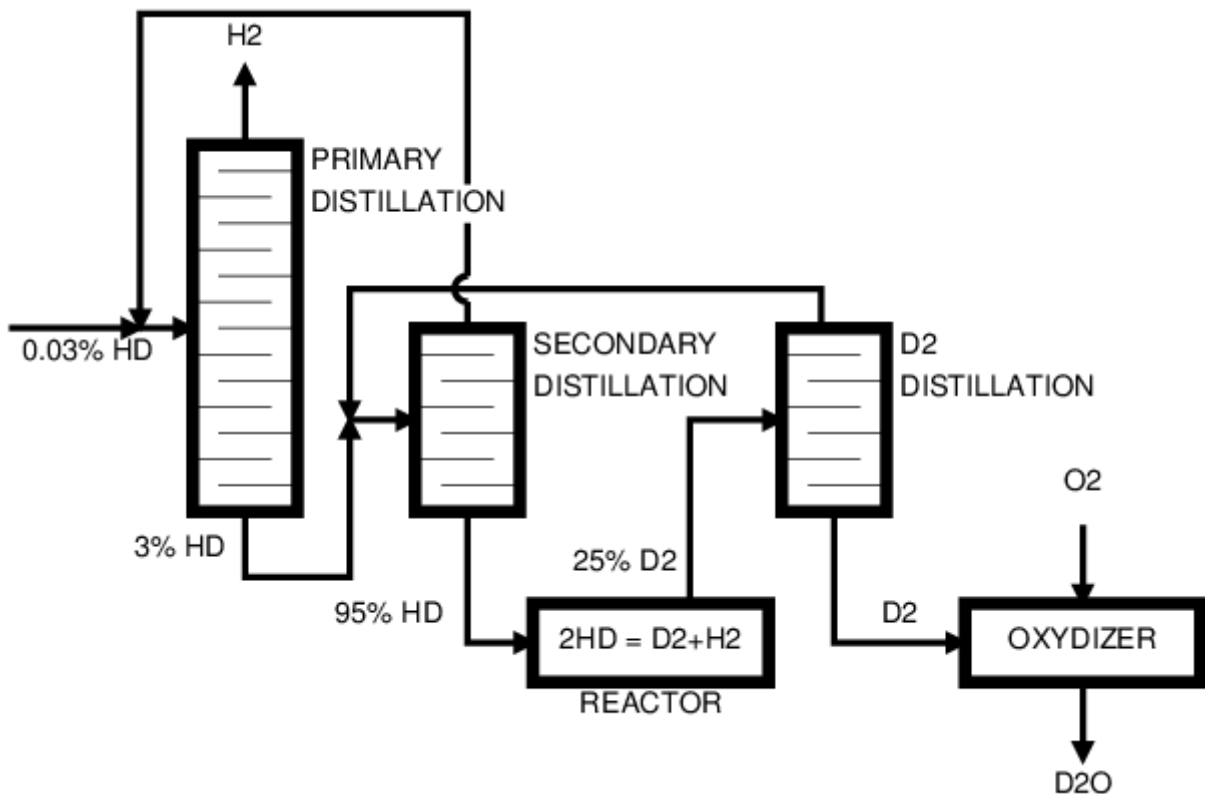 H2
PRIMARY
DISTILLATION
0.03% HD
SECONDARY
DISTILLATION
D2
DISTILLATION
3% HD
95% HD
25% D2
O2
D2
2HD = D2+H2
REACTOR
OXYDIZER
D2O